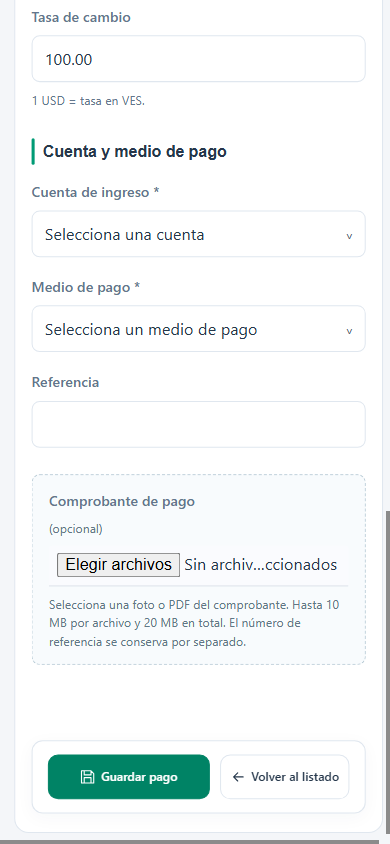 Tasa de cambio
100.00
1 USD = tasa en VES.
Cuenta y medio de pago
Cuenta de ingreso *
Selecciona una cuenta
Medio de pago *
Selecciona un medio de pago
Referencia
Comprobante de pago
(opcional)
Elegir archivos Sin archiv...ccionados
Selecciona una foto o PDF del comprobante. Hasta 10
MB por archivo y 20 MB en total. El número de
referencia se conserva por separado.
Guardar pago
← Volver al listado